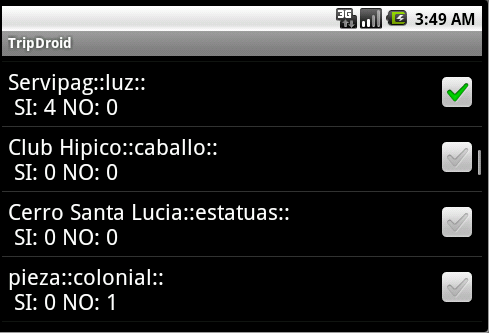 3G 3:49 AM
TripDroid
Servipag::luz::
SI: 4 NO: 0
Club Hipico::caballo::
SI: 0 NO: 0
Cerro Santa Lucia::estatuas::
SI: 0 NO: 0
pieza::colonial::
SI: 0 NO: 1